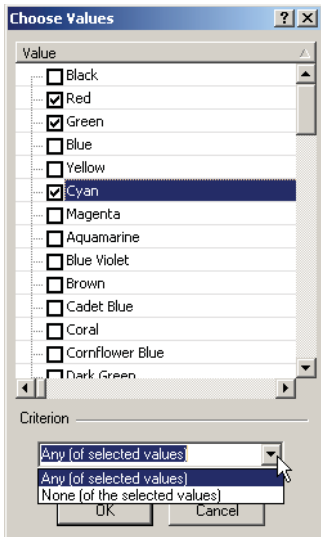 Choose Values
Value
Black
Red
Green
Blue
Yellow
Cyan
Magenta
Aquamarine
Blue Violet
Brown
Cadet Blue
Coral
Cornflower Blue
Dark Green
Criterion
Any (of selected values)
Any (of selected values)
None (of the selected values)
OK Cancel